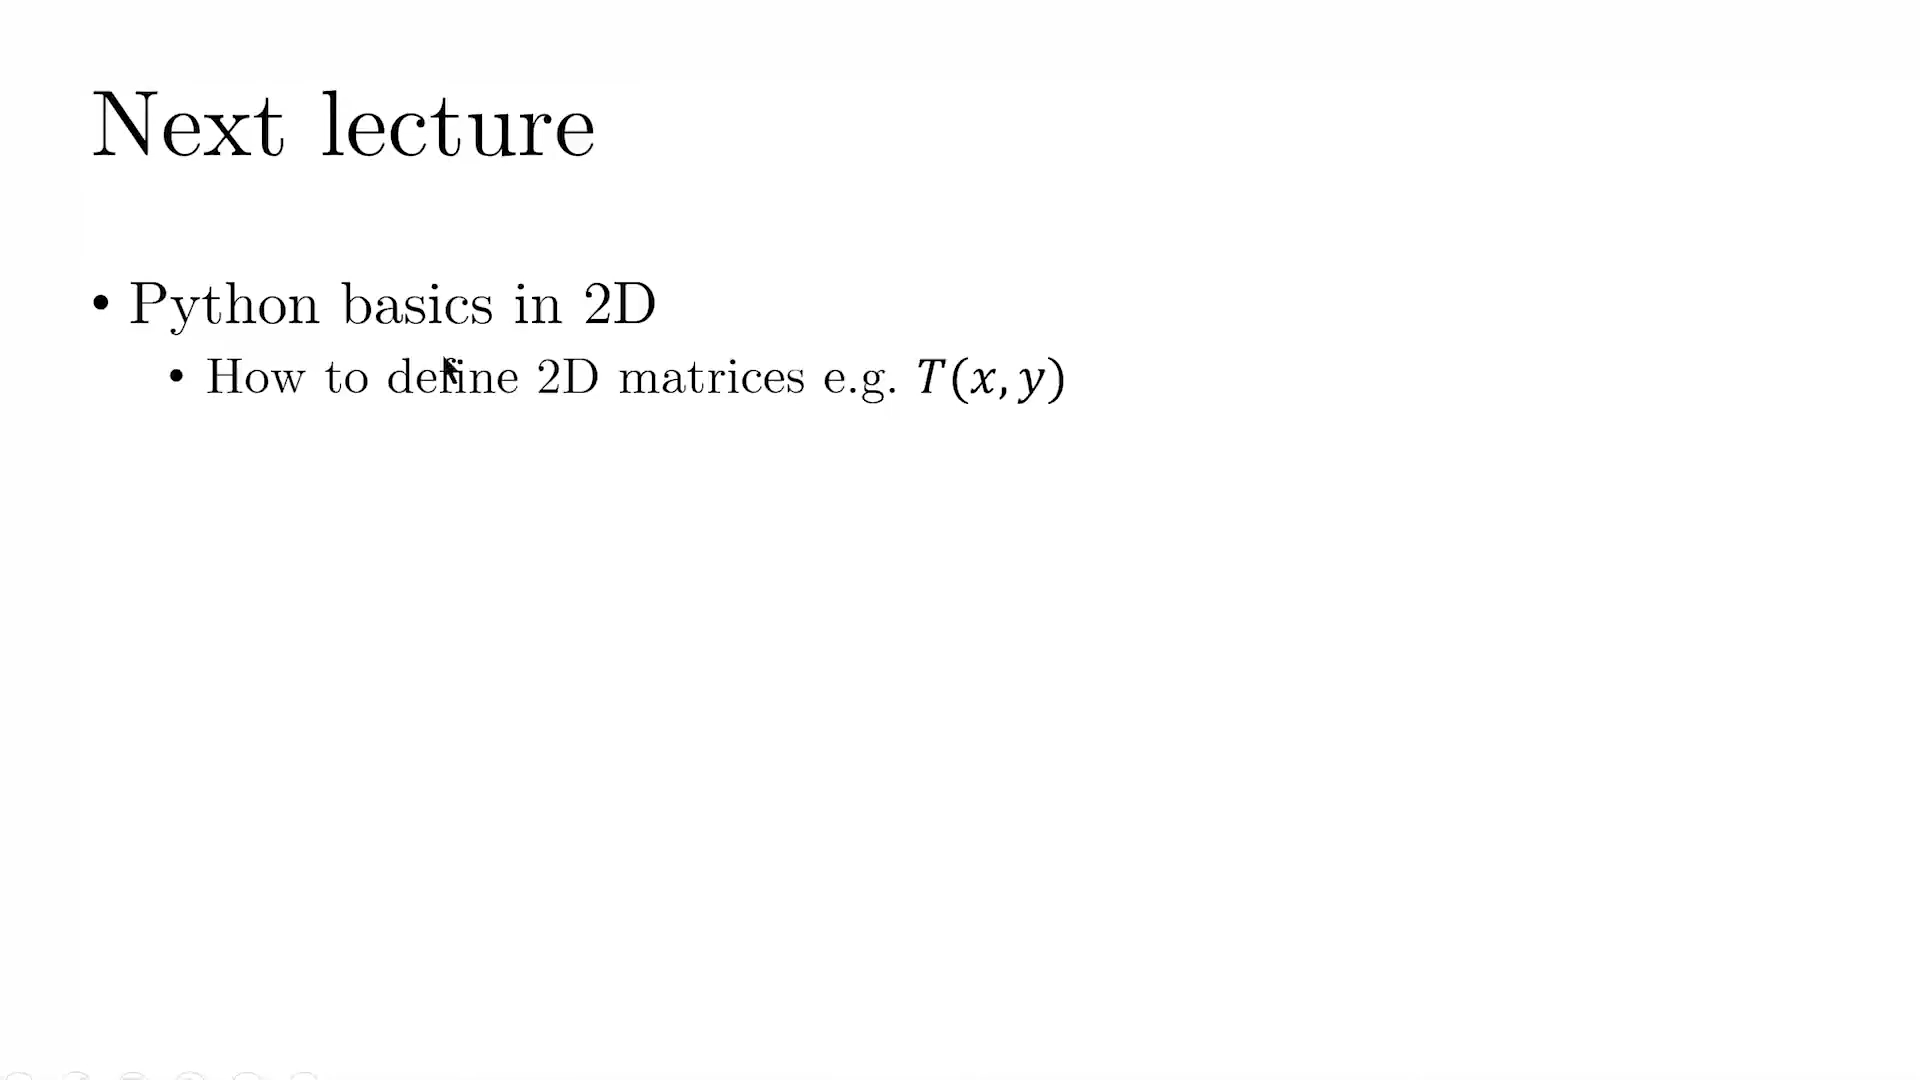 Next lecture
• Python basics in 2D
• How to define 2D matrices e.g. T(x, y)